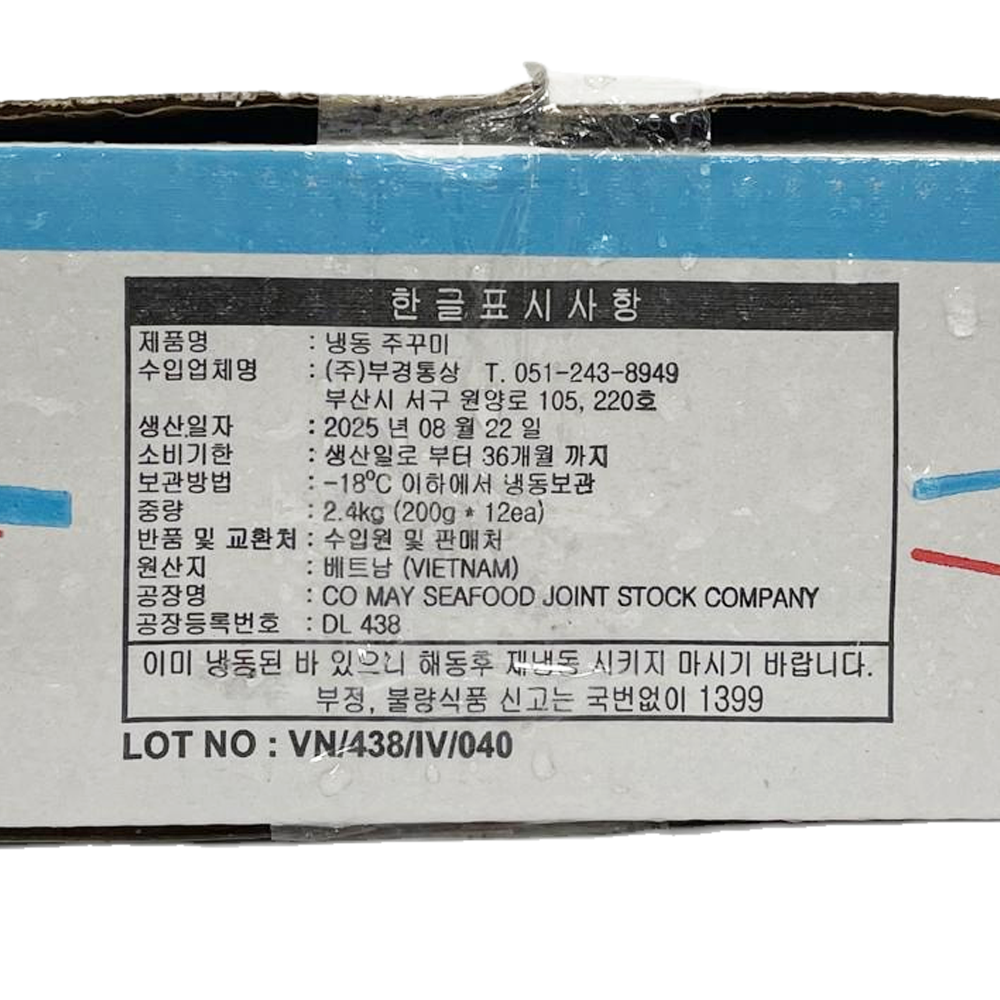 한글표시사항
제품명 : 냉동 주꾸미
수입업체명 : (주)부경통상 T. 051-243-8949
부산시 서구 원양로 105, 220호
생산일자 : 2025 년 08 월 22 일
소비기한 : 생산일로 부터 36개월 까지
보관방법 : -18℃ 이하에서 냉동보관
중량 : 2.4kg (200g * 12ea)
반품 및 교환처 : 수입원 및 판매처
원산지 : 베트남 (VIETNAM)
공장명 : CO MAY SEAFOOD JOINT STOCK COMPANY
공장등록번호 : DL 438
이미 냉동된 바 있으니 해동후 재냉동 시키지 마시기 바랍니다.
부정, 불량식품 신고는 국번없이 1399
LOT NO : VN/438/IV/040